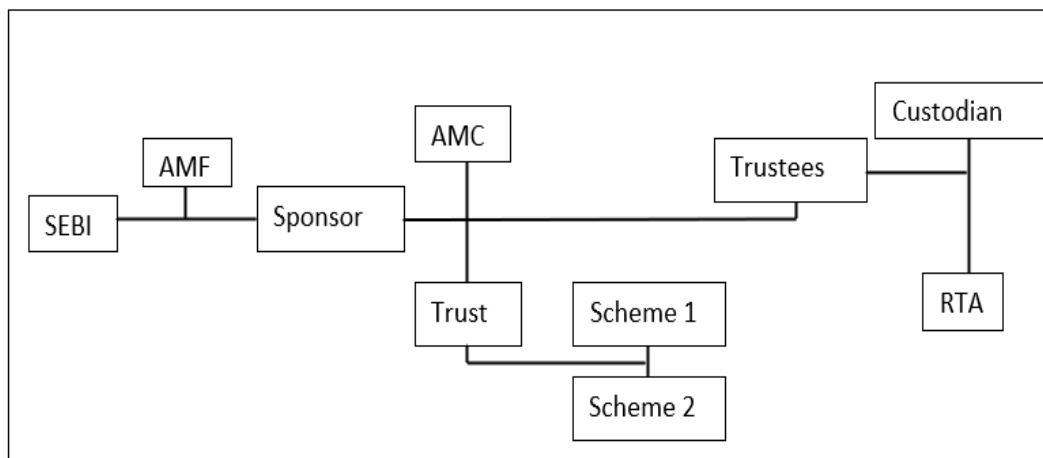 Custodian
AMC
AMF
Trustees
SEBI
Sponsor
Trust
Scheme 1
RTA
Scheme 2